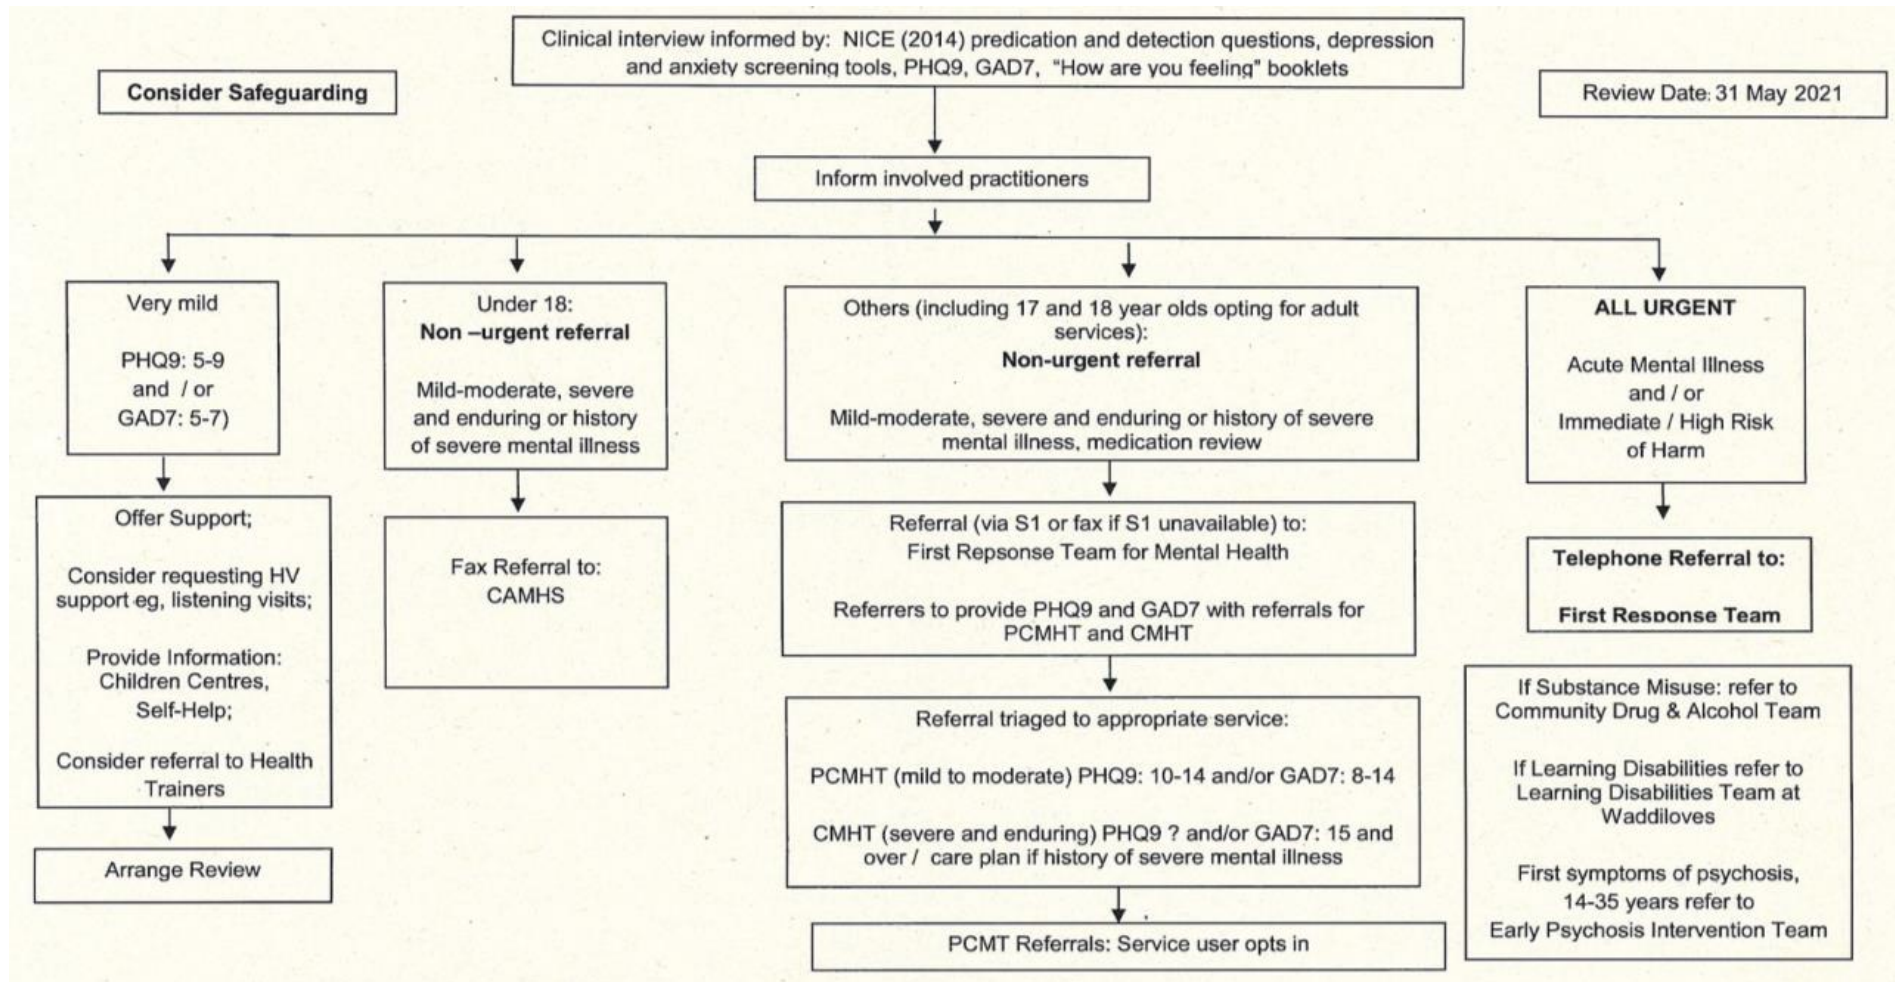 Clinical interview informed by: NICE (2014) predication and detection questions, depression
and anxiety screening tools, PHQ9, GAD7, "How are you feeling" booklets
Consider Safeguarding
Review Date: 31 May 2021
Inform involved practitioners
Very mild
PHQ9: 5-9
and / or
GAD7: 5-7)
Offer Support;
Consider requesting HV
support eg, listening visits;
Provide Information:
Children Centres,
Self-Help;
Consider referral to Health
Trainers
Arrange Review
Under 18:
Non –urgent referral
Mild-moderate, severe
and enduring or history
of severe mental illness
Fax Referral to:
CAMHS
Others (including 17 and 18 year olds opting for adult
services):
Non-urgent referral
Mild-moderate, severe and enduring or history of severe
mental illness, medication review
Referral (via S1 or fax if S1 unavailable) to:
First Repsonse Team for Mental Health
Referrers to provide PHQ9 and GAD7 with referrals for
PCMHT and CMHT
Referral triaged to appropriate service:
PCMHT (mild to moderate) PHQ9: 10-14 and/or GAD7: 8-14
CMHT (severe and enduring) PHQ9 ? and/or GAD7: 15 and
over / care plan if history of severe mental illness
PCMT Referrals: Service user opts in
ALL URGENT
Acute Mental Illness
and / or
Immediate / High Risk
of Harm
Telephone Referral to:
First Response Team
If Substance Misuse: refer to
Community Drug & Alcohol Team
If Learning Disabilities refer to
Learning Disabilities Team at
Waddiloves
First symptoms of psychosis,
14-35 years refer to
Early Psychosis Intervention Team